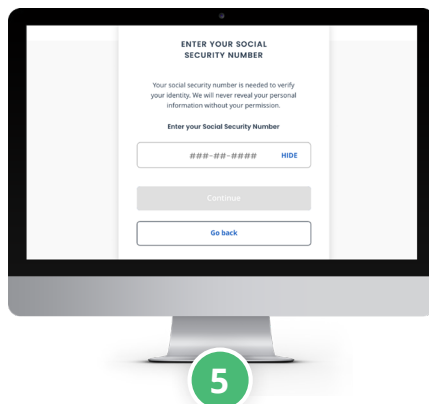 ENTER YOUR SOCIAL
SECURITY NUMBER
Your social security number is needed to verify
your identity. We will never reveal your personal
information without your permission.
Enter your Social Security Number
###-##-#### HIDE
Continue
Go back
5